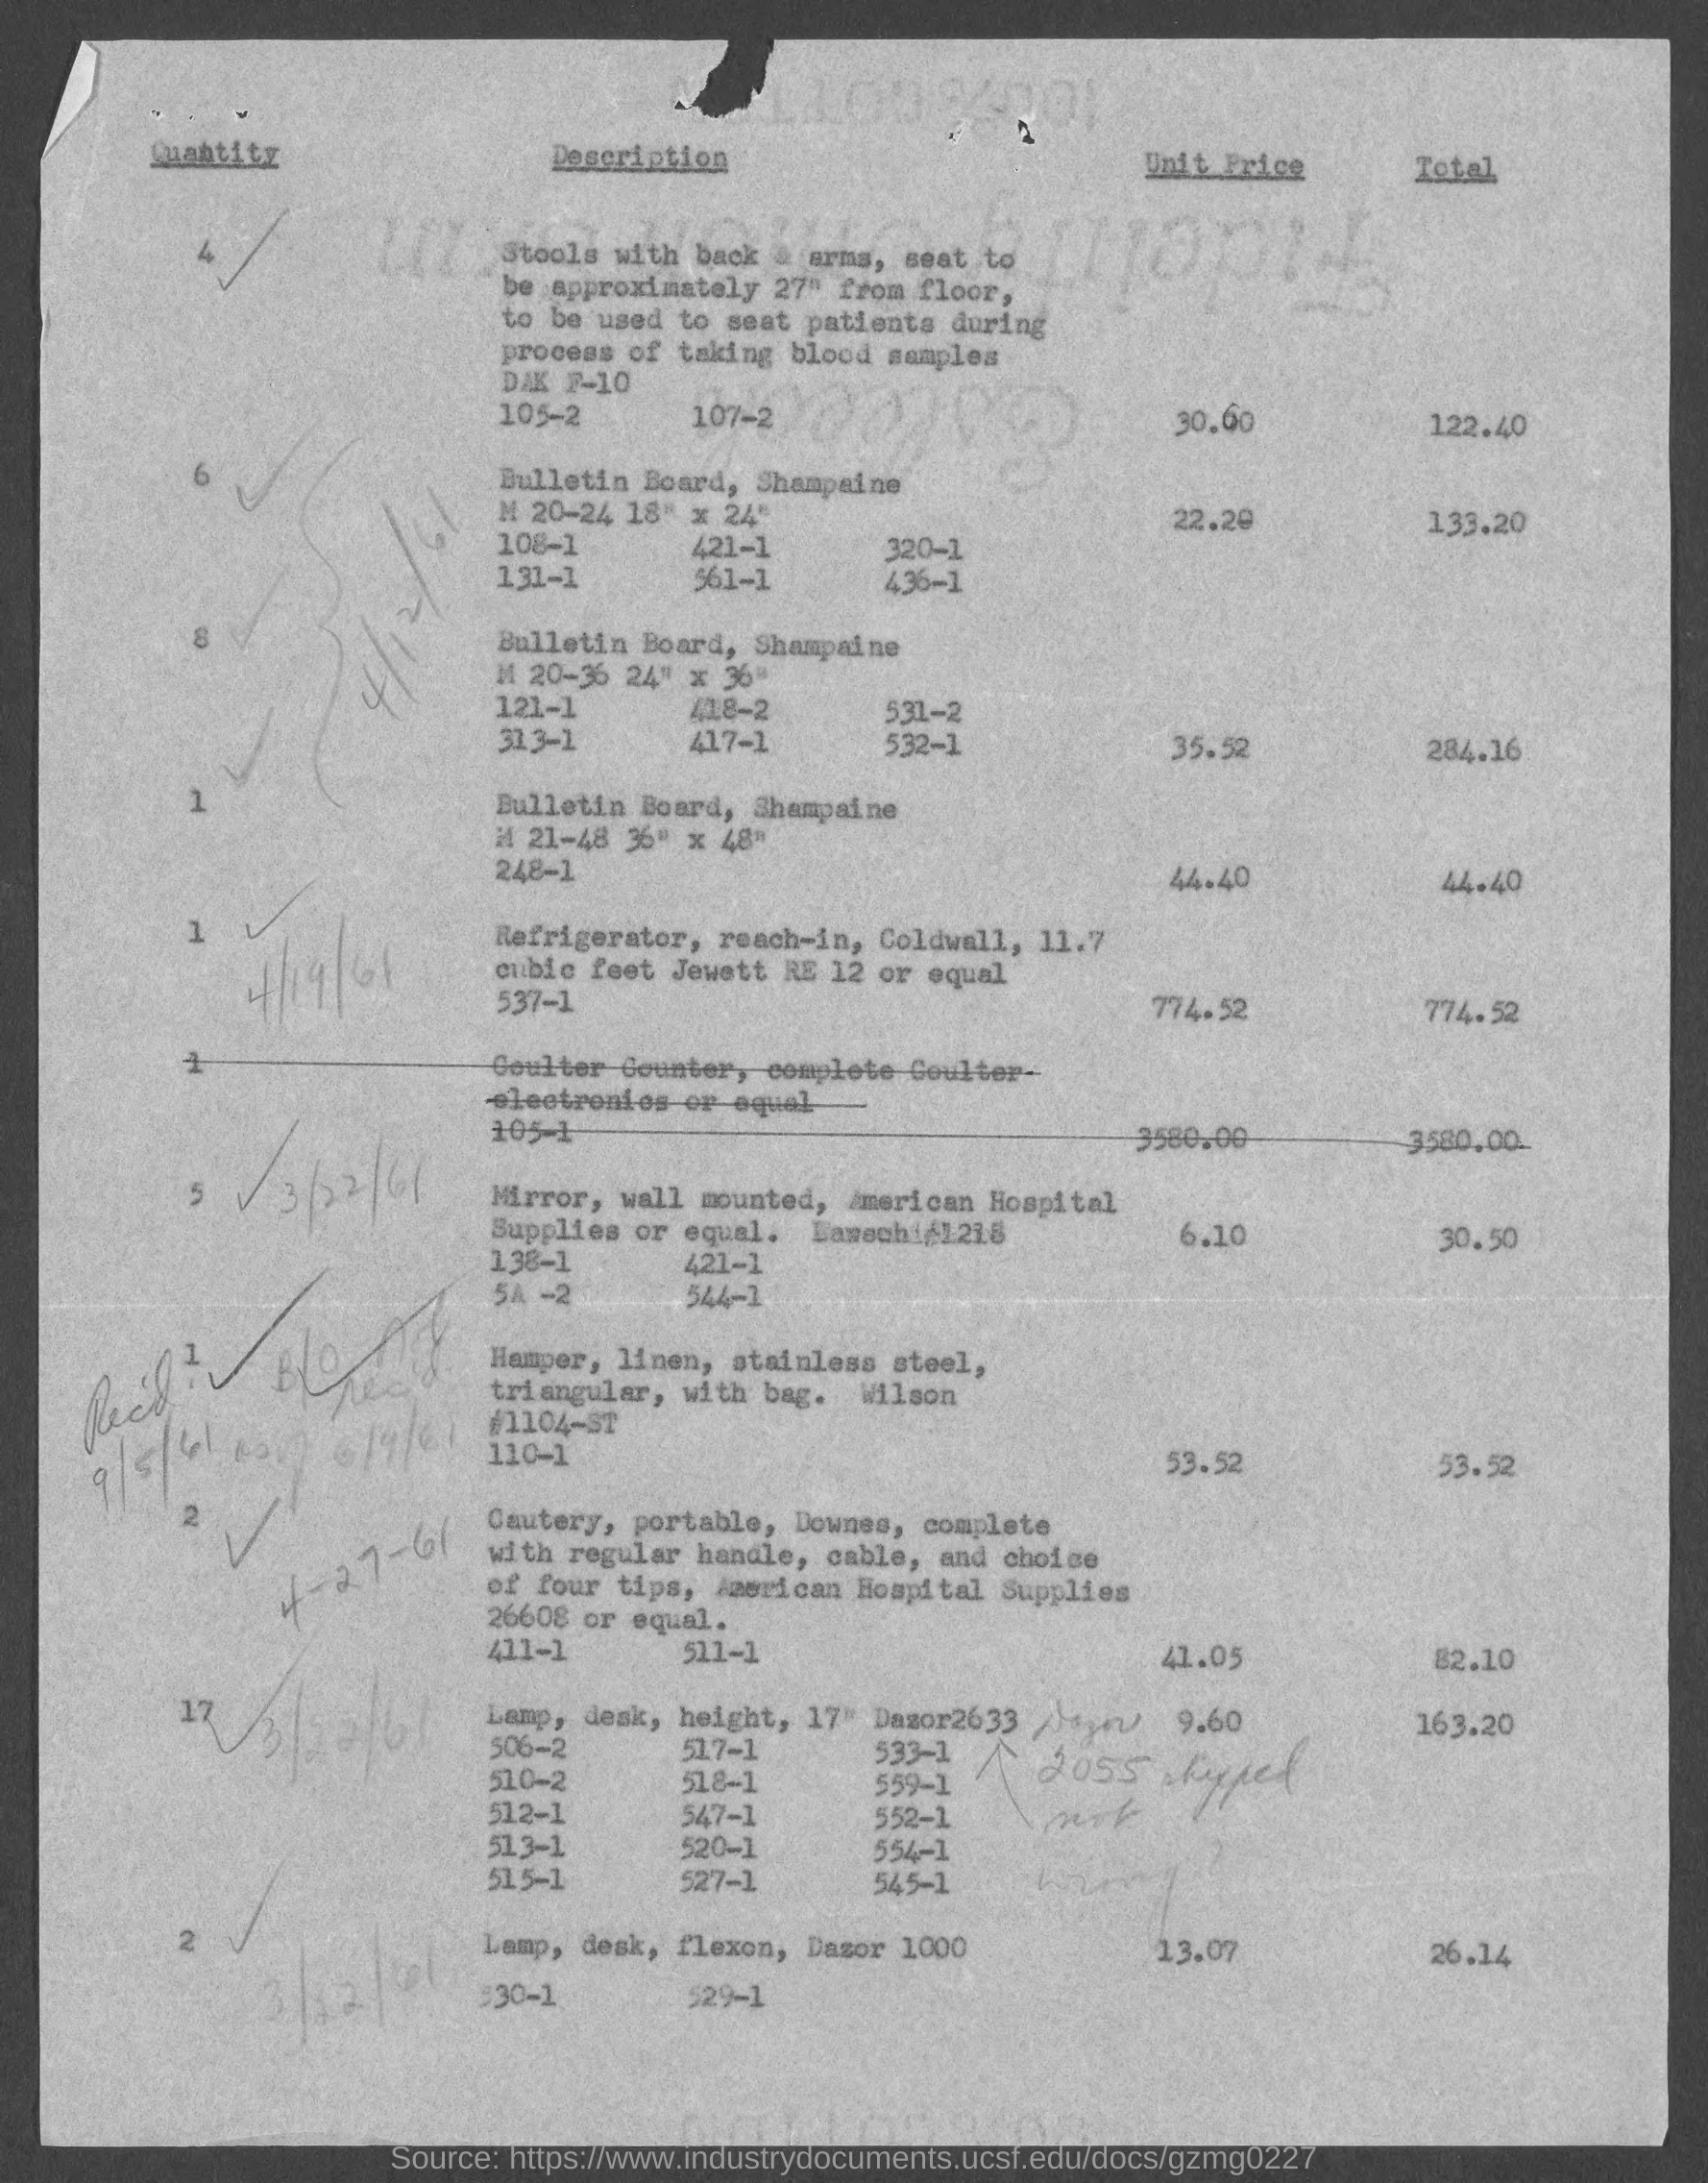 Quantity Description Unit Price Total
4 Stools with back & arms, seat to
be approximately 27" from floor,
to be used to seat patients during
process of taking blood samples
DAK F-10
105-2 107-2 30.60 122.40
6 Bulletin Board, Shampaine
M 20-24 18" x 24" 22.20 133.20
108-1 421-1 320-1
131-1 561-1 436-1
4/12/61
8 Bulletin Board, Shampaine
M 20-36 24" x 36"
121-1 418-2 531-2
313-1 417-1 532-1 35.52 284.16
1 Bulletin Board, Shampaine
M 21-48 36" x 48"
248-1 44.40 44.40
1 Refrigerator, reach-in, Coldwall, 11.7
cubic feet Jewett RE 12 or equal
4/19/61
537-1 774.52 774.52
1 Coulter Counter, complete Coulter
electronics or equal
105-1 3580.00 3580.00
5 3/22/61 Mirror, wall mounted, American Hospital
Supplies or equal. #1218 6.10 30.50
138-1 421-1
5A -2 544-1
1 B/O rec'd Hamper, linen, stainless steel,
Rec'd triangular, with bag. Wilson
9/5/61 6/9/61 #1104-ST
110-1 53.52 53.52
2 Cautery, portable, Downes, complete
4-27-61 with regular handle, cable, and choice
of four tips, American Hospital Supplies
26608 or equal.
411-1 511-1 41.05 82.10
17 3/22/61 Lamp, desk, height, 17" Dazor2633 Dazor 9.60 163.20
506-2 517-1 533-1 2055 shipped
510-2 518-1 559-1 not
512-1 547-1 552-1
513-1 520-1 554-1
515-1 527-1 545-1 wrong
2 Lamp, desk, flexon, Dazor 1000 13.07 26.14
3/22/61
530-1 529-1
Source: https://www.industrydocuments.ucsf.edu/docs/gzmg0227